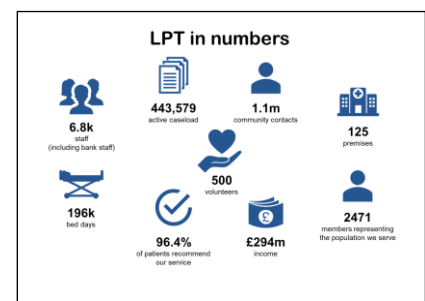 LPT in numbers
6.8k
staff
(including bank staff)
443,579
active caseload
1.1m
community contacts
125
premises
500
volunteers
196k
bed days
96.4%
of patients recommend
our service
£
£294m
income
2471
members representing
the population we serve